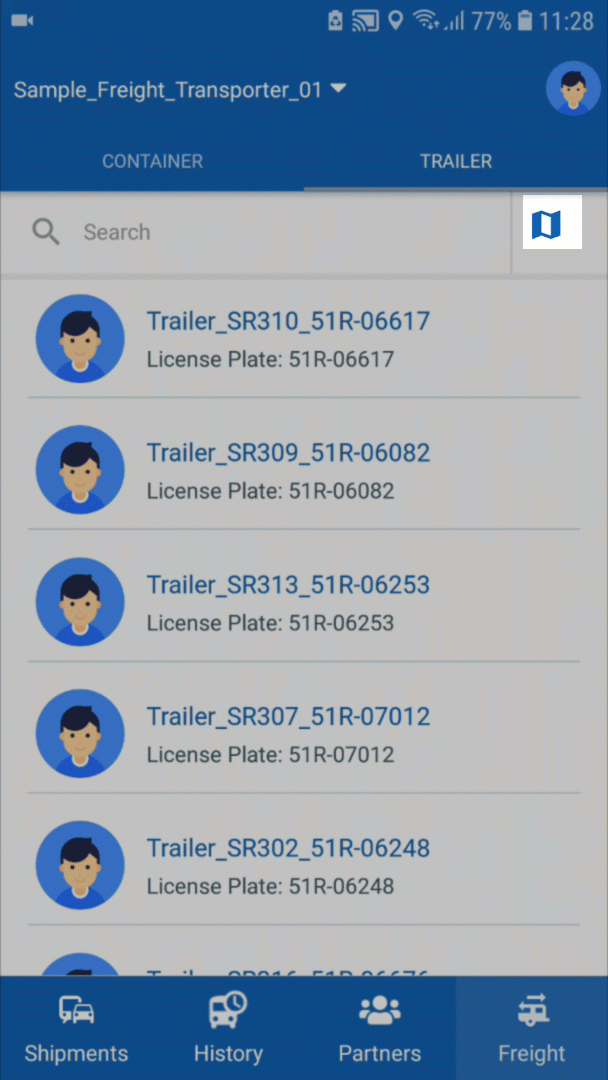 77% 11:28
Sample_Freight_Transporter_01
CONTAINER TRAILER
Search
Trailer_SR310_51R-06617
License Plate: 51R-06617
Trailer_SR309_51R-06082
License Plate: 51R-06082
Trailer_SR313_51R-06253
License Plate: 51R-06253
Trailer_SR307_51R-07012
License Plate: 51R-07012
Trailer_SR302_51R-06248
License Plate: 51R-06248
Shipments History Partners Freight